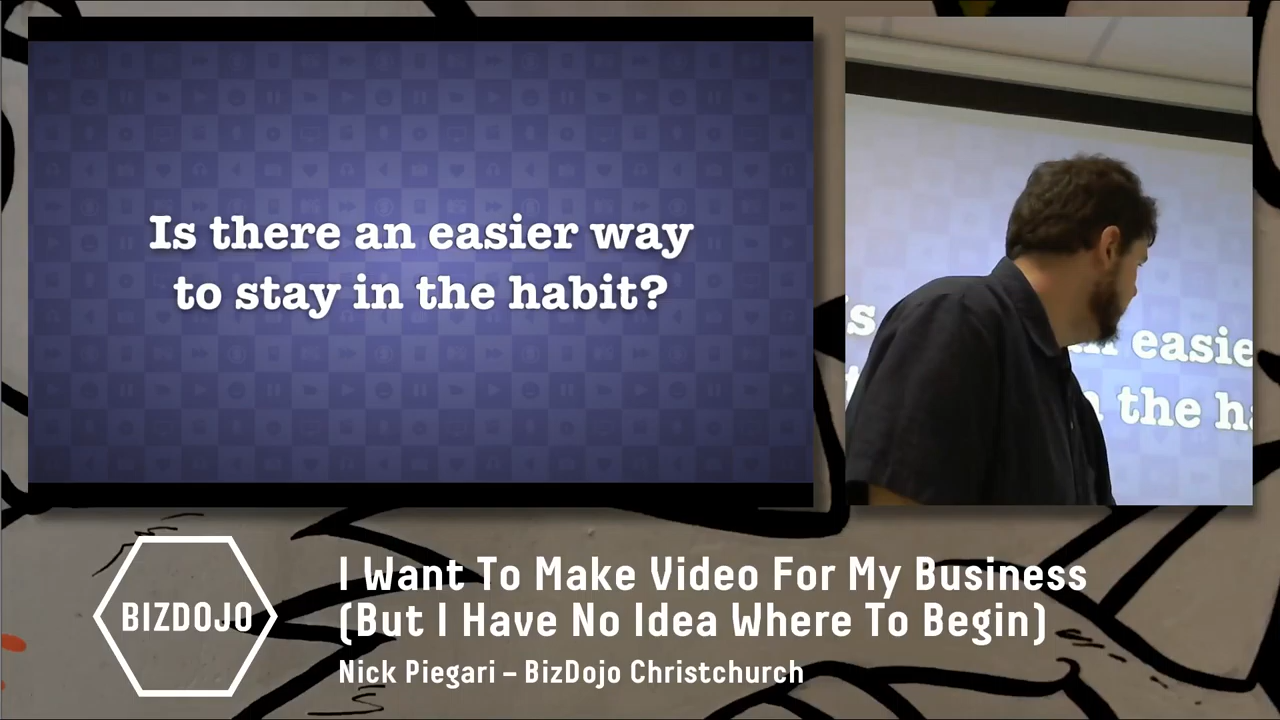 Is there an easier way
to stay in the habit?
s an easie
the ha
BIZDOJO
I Want To Make Video For My Business
(But I Have No Idea Where To Begin)
Nick Piegari – BizDojo Christchurch